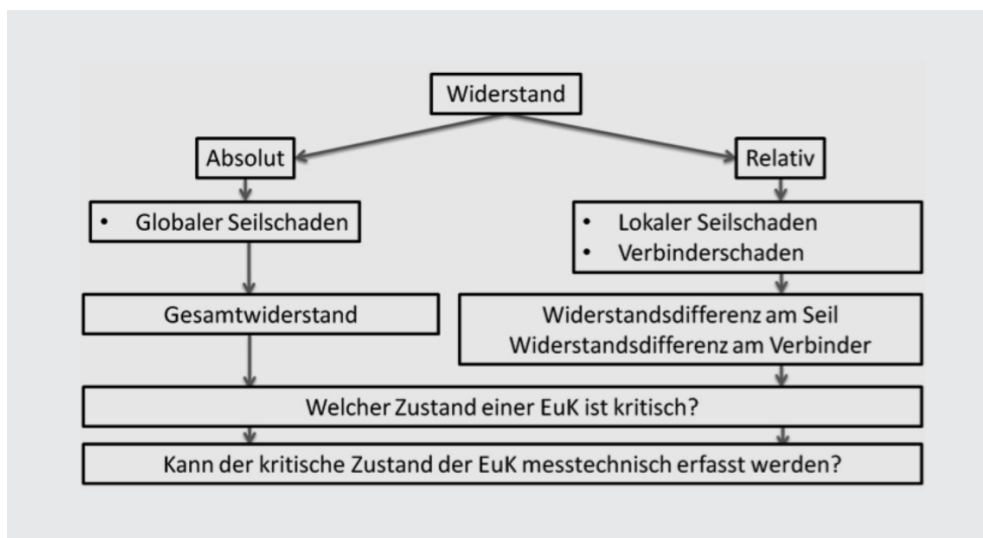 Widerstand
Absolut
Relativ
• Globaler Seilschaden
• Lokaler Seilschaden
• Verbinderschaden
Gesamtwiderstand
Widerstandsdifferenz am Seil
Widerstandsdifferenz am Verbinder
Welcher Zustand einer EuK ist kritisch?
Kann der kritische Zustand der EuK messtechnisch erfasst werden?